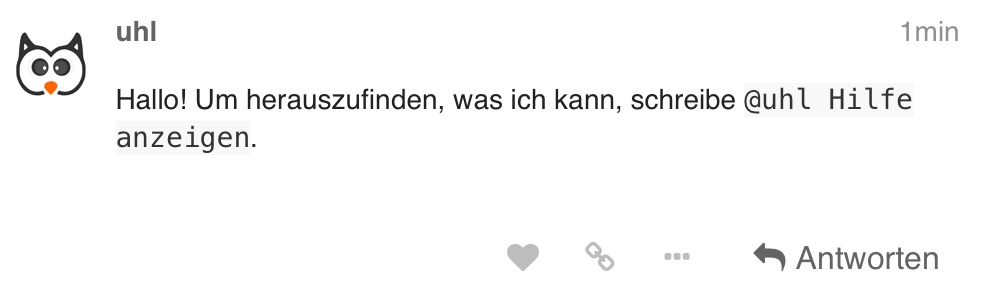 uhl 1min
Hallo! Um herauszufinden, was ich kann, schreibe @uhl Hilfe
anzeigen.
Antworten